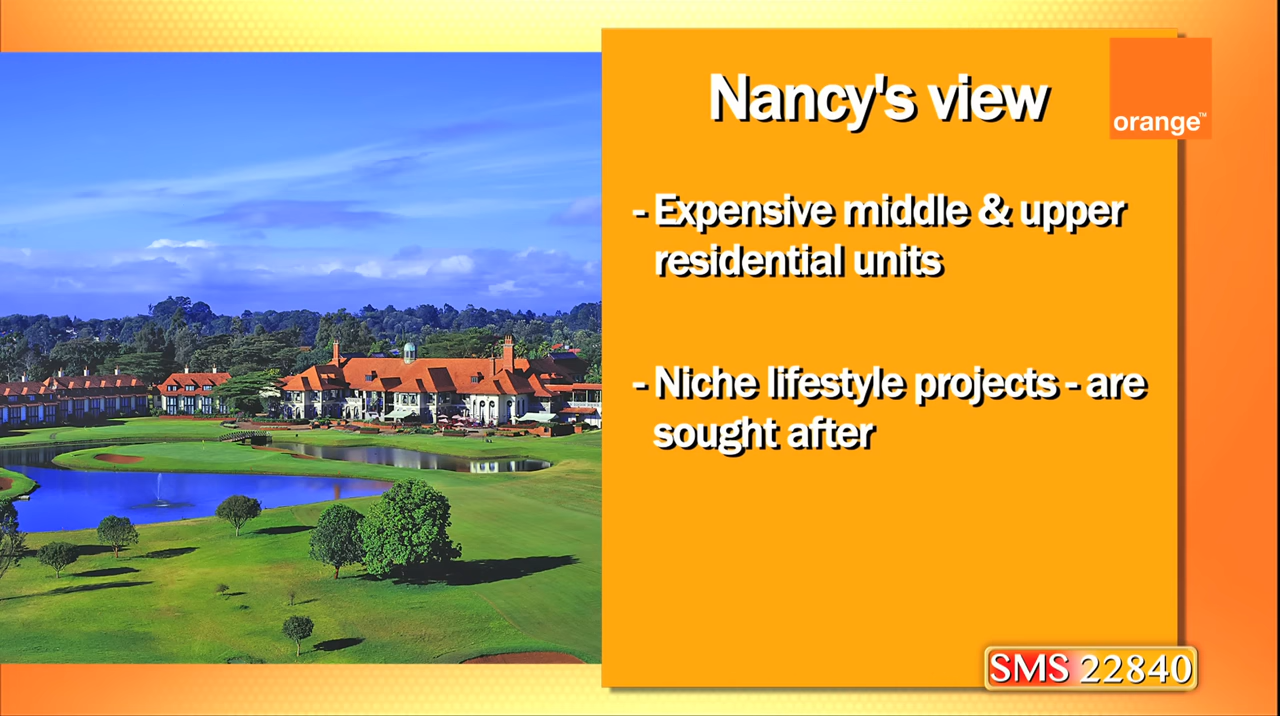 Nancy's view
orange™
- Expensive middle & upper
residential units
- Niche lifestyle projects - are
sought after
SMS 22840